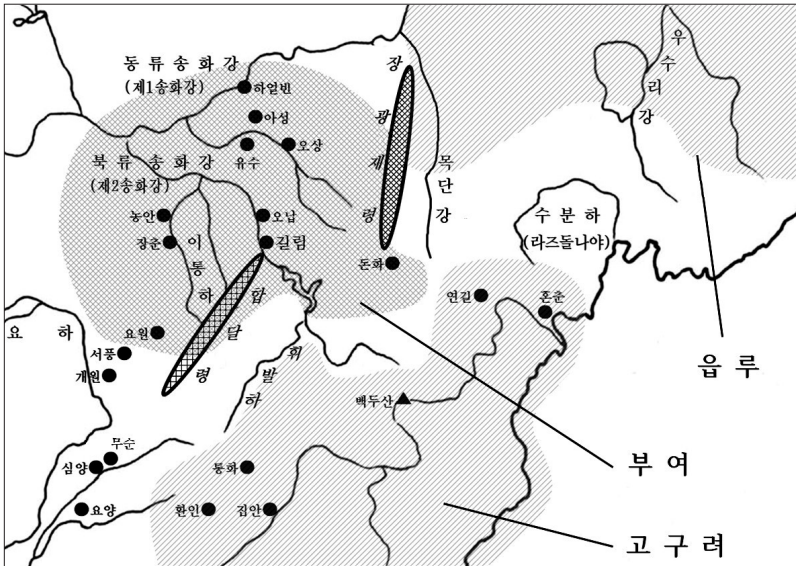 동류송화강
(제1송화강)
하얼빈
아성
유수
오상
장광재령
목단강
우수리강
북류송화강
(제2송화강)
농안
장춘
이통하
오납
길림
돈화
수분하
(라즈돌나야)
연길
훈춘
합달령
휘발하
요하
요원
서풍
개원
백두산
무순
심양
요양
통화
환인
집안
읍루
부여
고구려